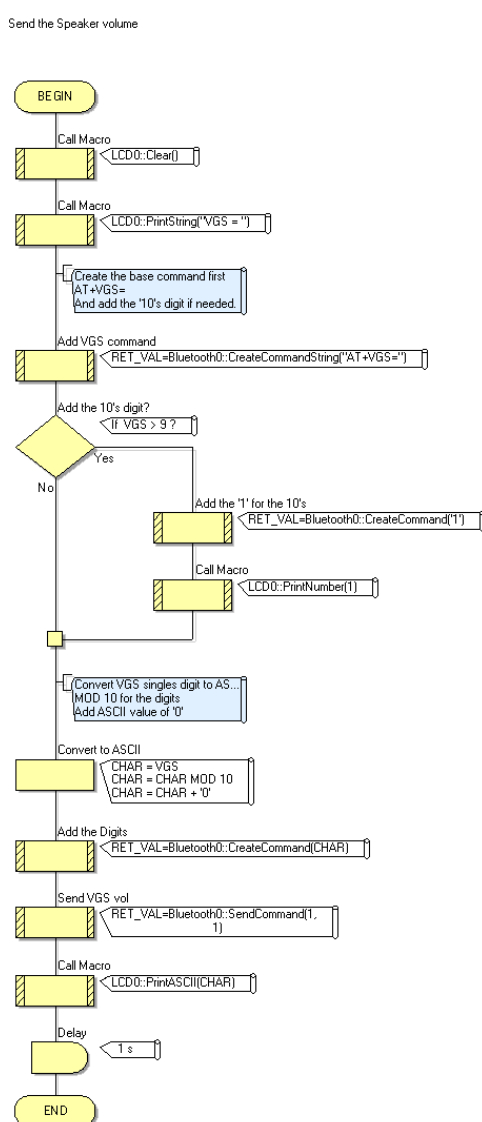 Send the Speaker volume
BEGIN
Call Macro
LCD0::Clear()
Call Macro
LCD0::PrintString("VGS = ")
Create the base command first
AT+VGS=
And add the '10's digit if needed.
Add VGS command
RET_VAL=Bluetooth0::CreateCommandString("AT+VGS=")
Add the 10's digit?
If VGS > 9 ?
Yes
No
Add the '1' for the 10's
RET_VAL=Bluetooth0::CreateCommand('1')
Call Macro
LCD0::PrintNumber(1)
Convert VGS singles digit to AS...
MOD 10 for the digits
Add ASCII value of '0'
Convert to ASCII
CHAR = VGS
CHAR = CHAR MOD 10
CHAR = CHAR + '0'
Add the Digits
RET_VAL=Bluetooth0::CreateCommand(CHAR)
Send VGS vol
RET_VAL=Bluetooth0::SendCommand(1,
1)
Call Macro
LCD0::PrintASCII(CHAR)
Delay
1 s
END